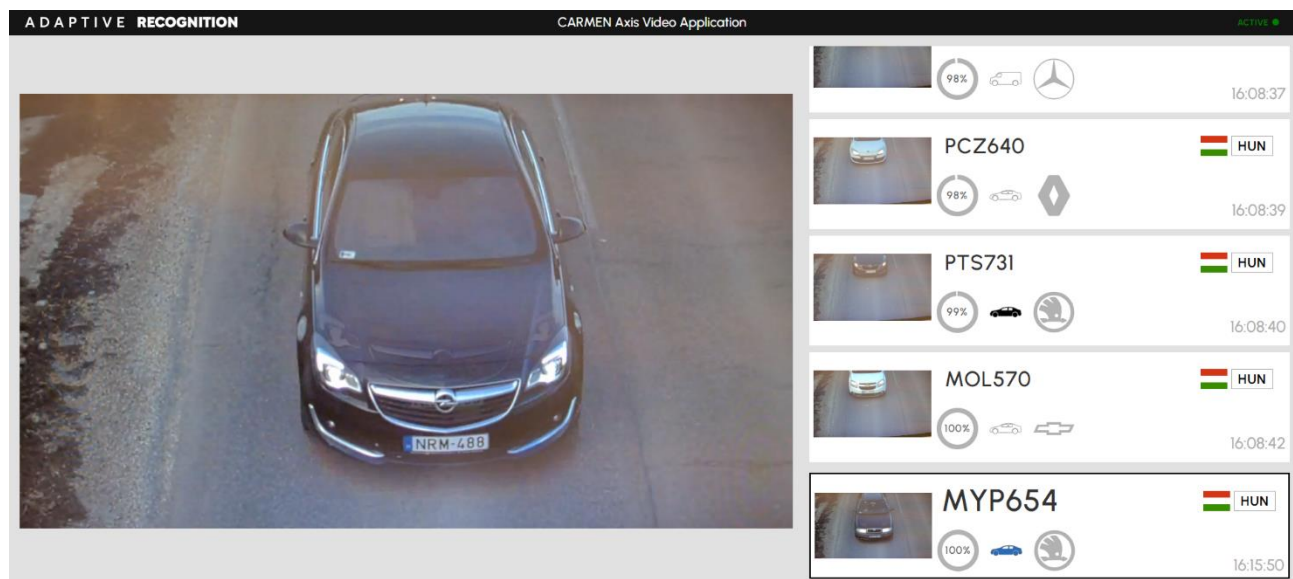 ADAPTIVE RECOGNITION
CARMEN Axis Video Application
ACTIVE
NRM-488
98%
16:08:37
PCZ640
HUN
98%
16:08:39
PTS731
HUN
99%
16:08:40
MOL570
HUN
100%
16:08:42
MYP654
HUN
100%
16:15:50